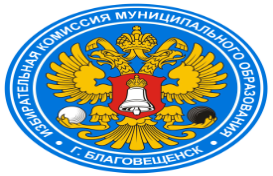 ИЗБИРАТЕЛЬНАЯ КОМИССИЯ МУНИЦИПАЛЬНОГО ОБРАЗОВАНИЯ
Г. БЛАГОВЕЩЕНСК